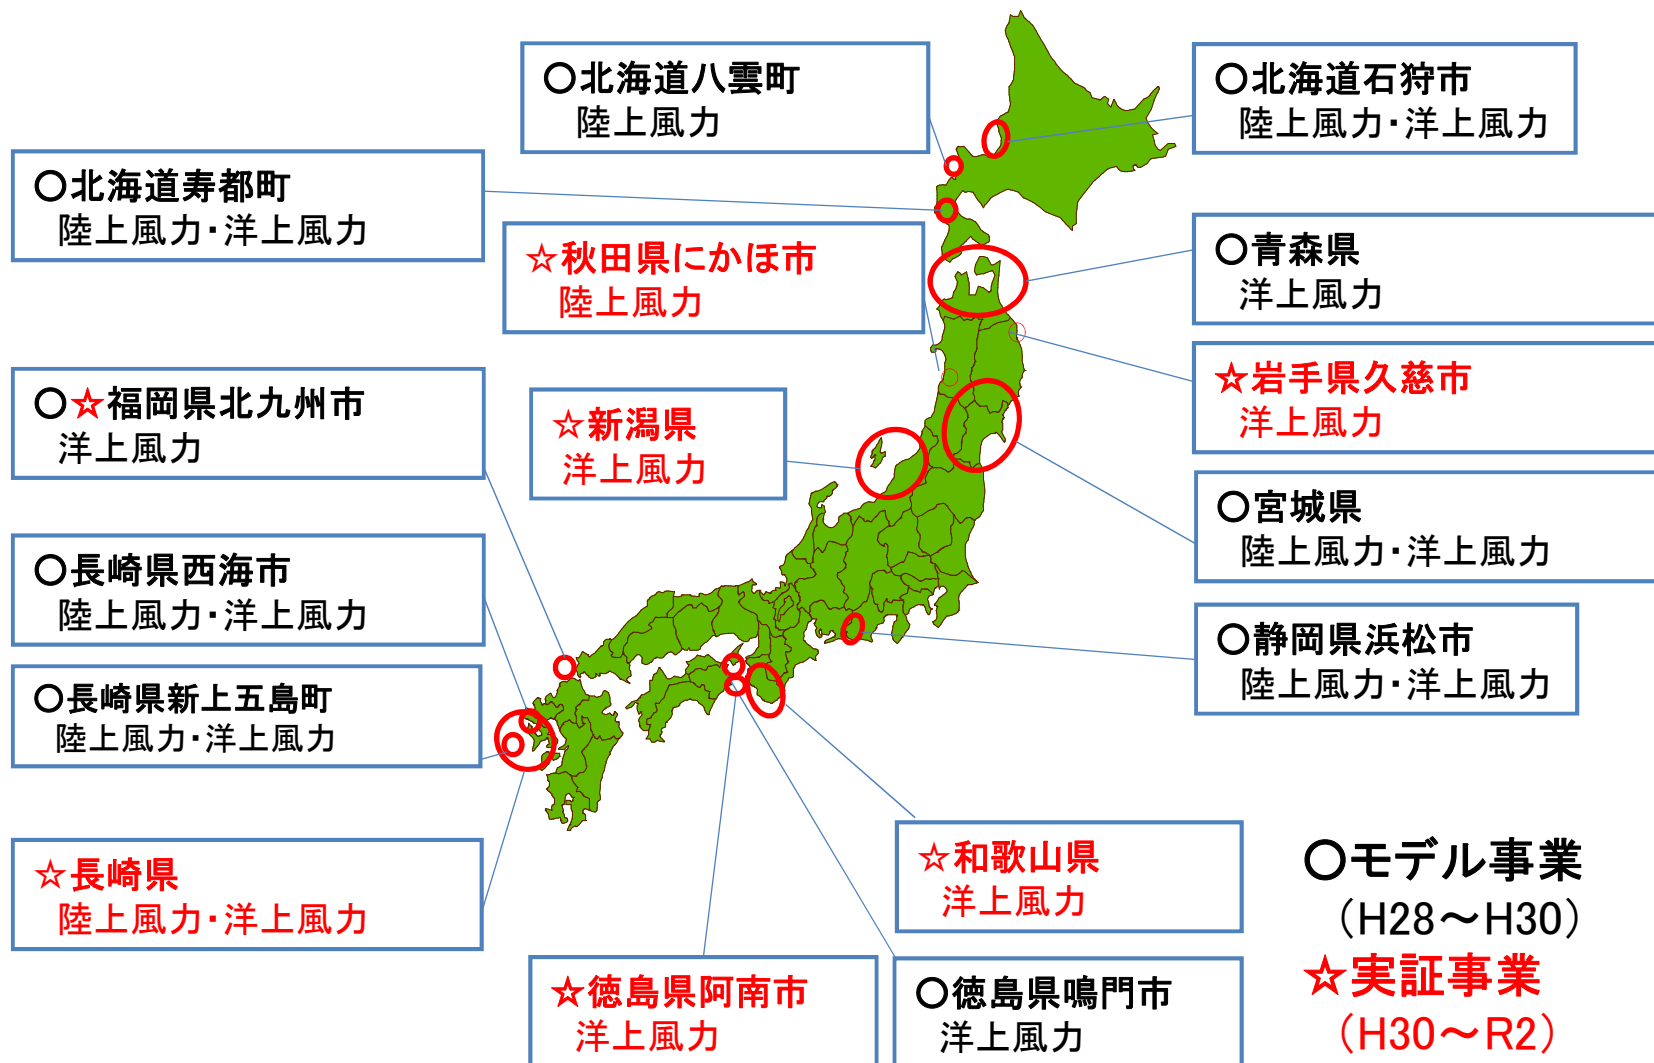 ○北海道八雲町
陸上風力
○北海道石狩市
陸上風力・洋上風力
○北海道寿都町
陸上風力・洋上風力
☆秋田県にかほ市
陸上風力
○青森県
洋上風力
☆岩手県久慈市
洋上風力
○☆福岡県北九州市
洋上風力
☆新潟県
洋上風力
○宮城県
陸上風力・洋上風力
○長崎県西海市
陸上風力・洋上風力
○静岡県浜松市
陸上風力・洋上風力
○長崎県新上五島町
陸上風力・洋上風力
☆長崎県
陸上風力・洋上風力
☆和歌山県
洋上風力
☆徳島県阿南市
洋上風力
○徳島県鳴門市
洋上風力
○モデル事業
（H28～H30）
☆実証事業
（H30～R2）